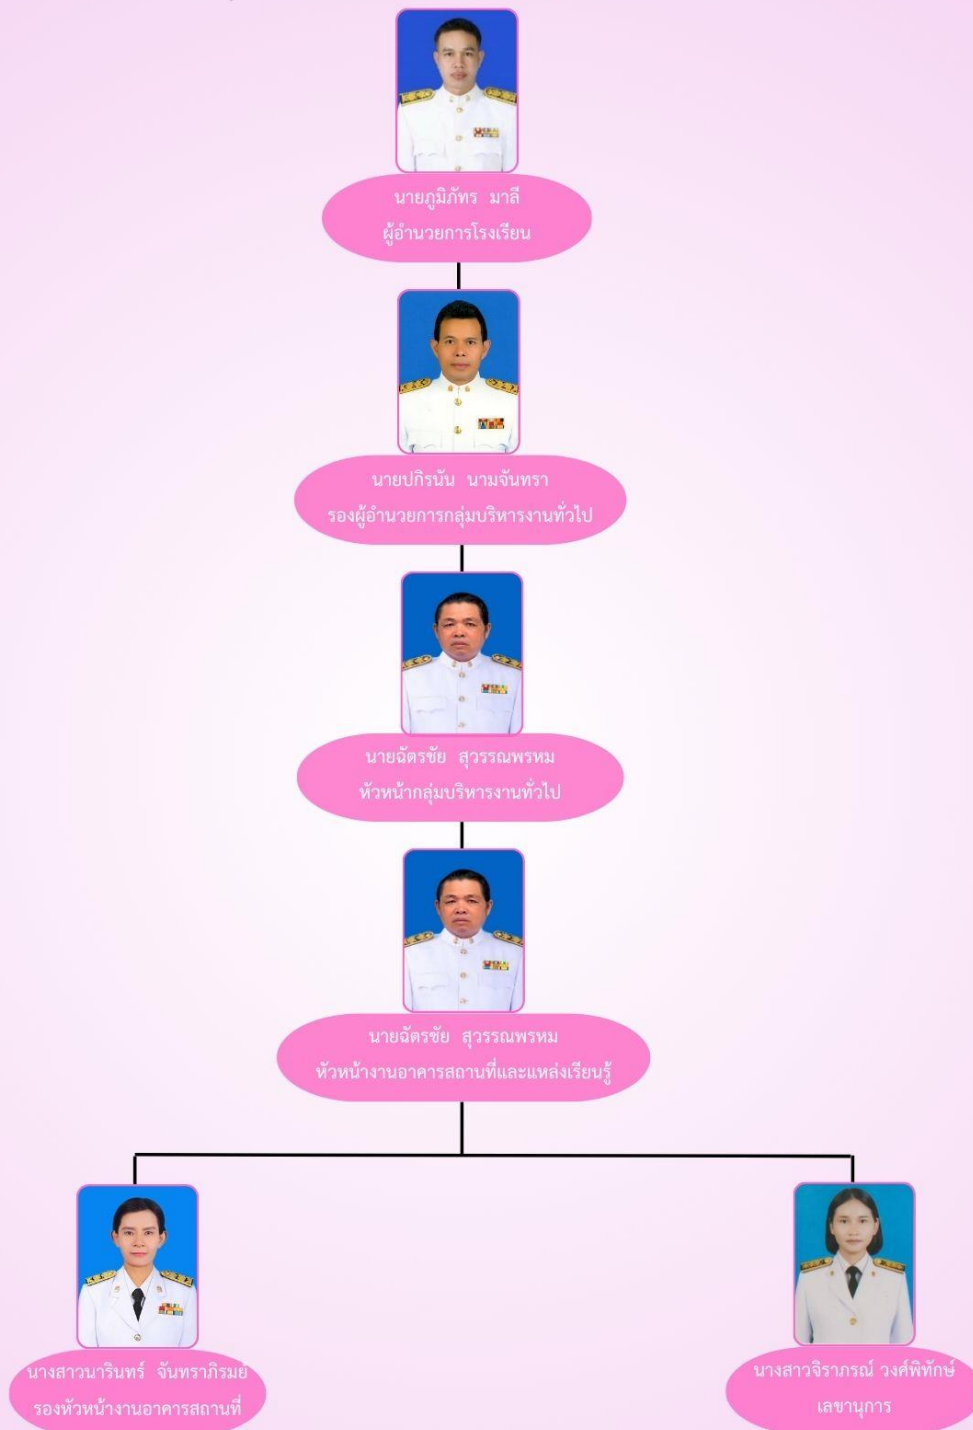 นายภูมิภัทร มาลี
ผู้อำนวยการโรงเรียน
นายปกิรนัน นามจันทรา
รองผู้อำนวยการกลุ่มบริหารงานทั่วไป
นายฉัตรชัย สุวรรณพรหม
หัวหน้ากลุ่มบริหารงานทั่วไป
นายฉัตรชัย สุวรรณพรหม
หัวหน้างานอาคารสถานที่และแหล่งเรียนรู้
นางสาวนารินทร์ จันทราภิรมย์
รองหัวหน้างานอาคารสถานที่
นางสาวจิราภรณ์ วงศ์พิทักษ์
เลขานุการ